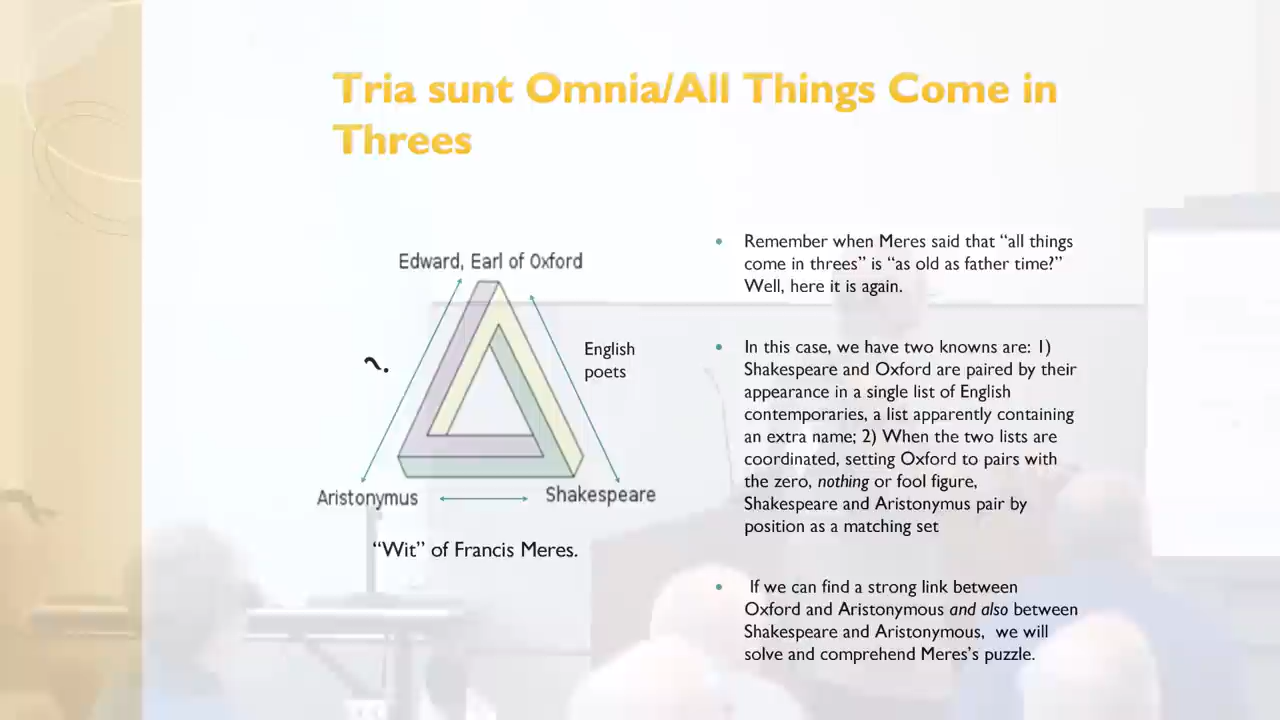 Tria sunt Omnia/All Things Come in
Threes
Edward, Earl of Oxford
?
English
poets
Aristonymus
Shakespeare
“Wit” of Francis Meres.
• Remember when Meres said that “all things
come in threes” is “as old as father time?”
Well, here it is again.
• In this case, we have two knowns are: 1)
Shakespeare and Oxford are paired by their
appearance in a single list of English
contemporaries, a list apparently containing
an extra name; 2) When the two lists are
coordinated, setting Oxford to pairs with
the zero, nothing or fool figure,
Shakespeare and Aristonymus pair by
position as a matching set
• If we can find a strong link between
Oxford and Aristonymous and also between
Shakespeare and Aristonymous, we will
solve and comprehend Meres’s puzzle.